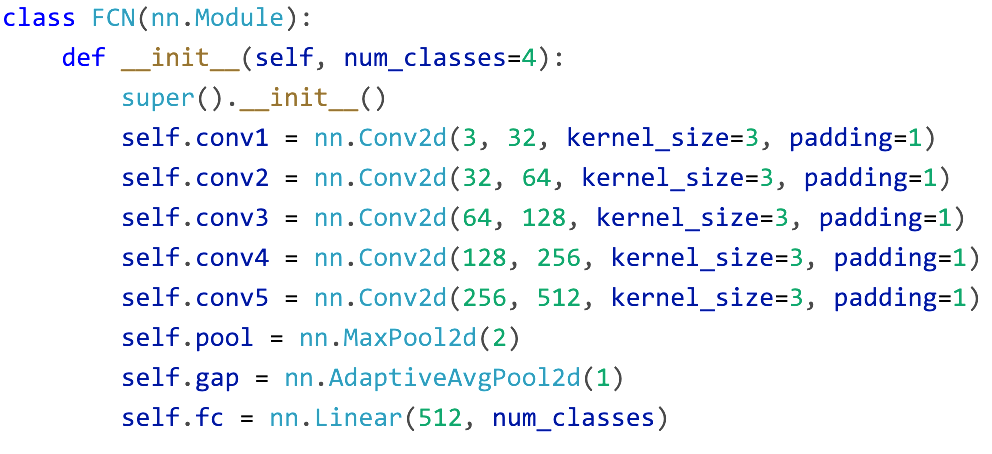 class FCN(nn.Module):
    def __init__(self, num_classes=4):
        super().__init__()
        self.conv1 = nn.Conv2d(3, 32, kernel_size=3, padding=1)
        self.conv2 = nn.Conv2d(32, 64, kernel_size=3, padding=1)
        self.conv3 = nn.Conv2d(64, 128, kernel_size=3, padding=1)
        self.conv4 = nn.Conv2d(128, 256, kernel_size=3, padding=1)
        self.conv5 = nn.Conv2d(256, 512, kernel_size=3, padding=1)
        self.pool = nn.MaxPool2d(2)
        self.gap = nn.AdaptiveAvgPool2d(1)
        self.fc = nn.Linear(512, num_classes)